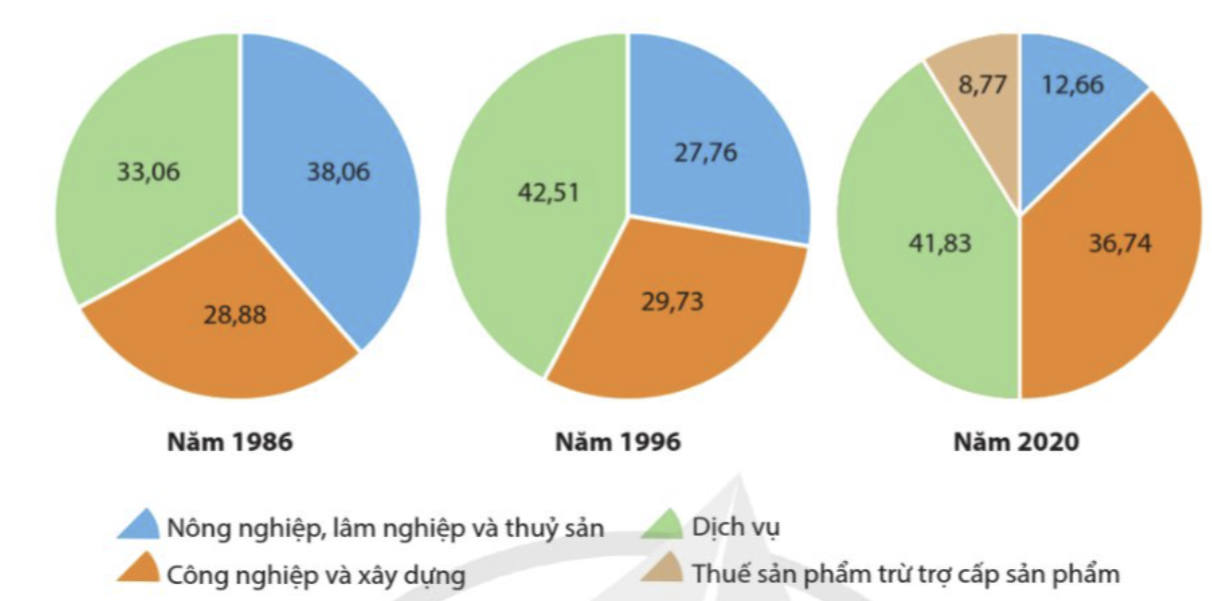 33,06
38,06
28,88
Năm 1986
42,51
27,76
29,73
Năm 1996
8,77
12,66
41,83
36,74
Năm 2020
Nông nghiệp, lâm nghiệp và thuỷ sản
Dịch vụ
Công nghiệp và xây dựng
Thuế sản phẩm trừ trợ cấp sản phẩm